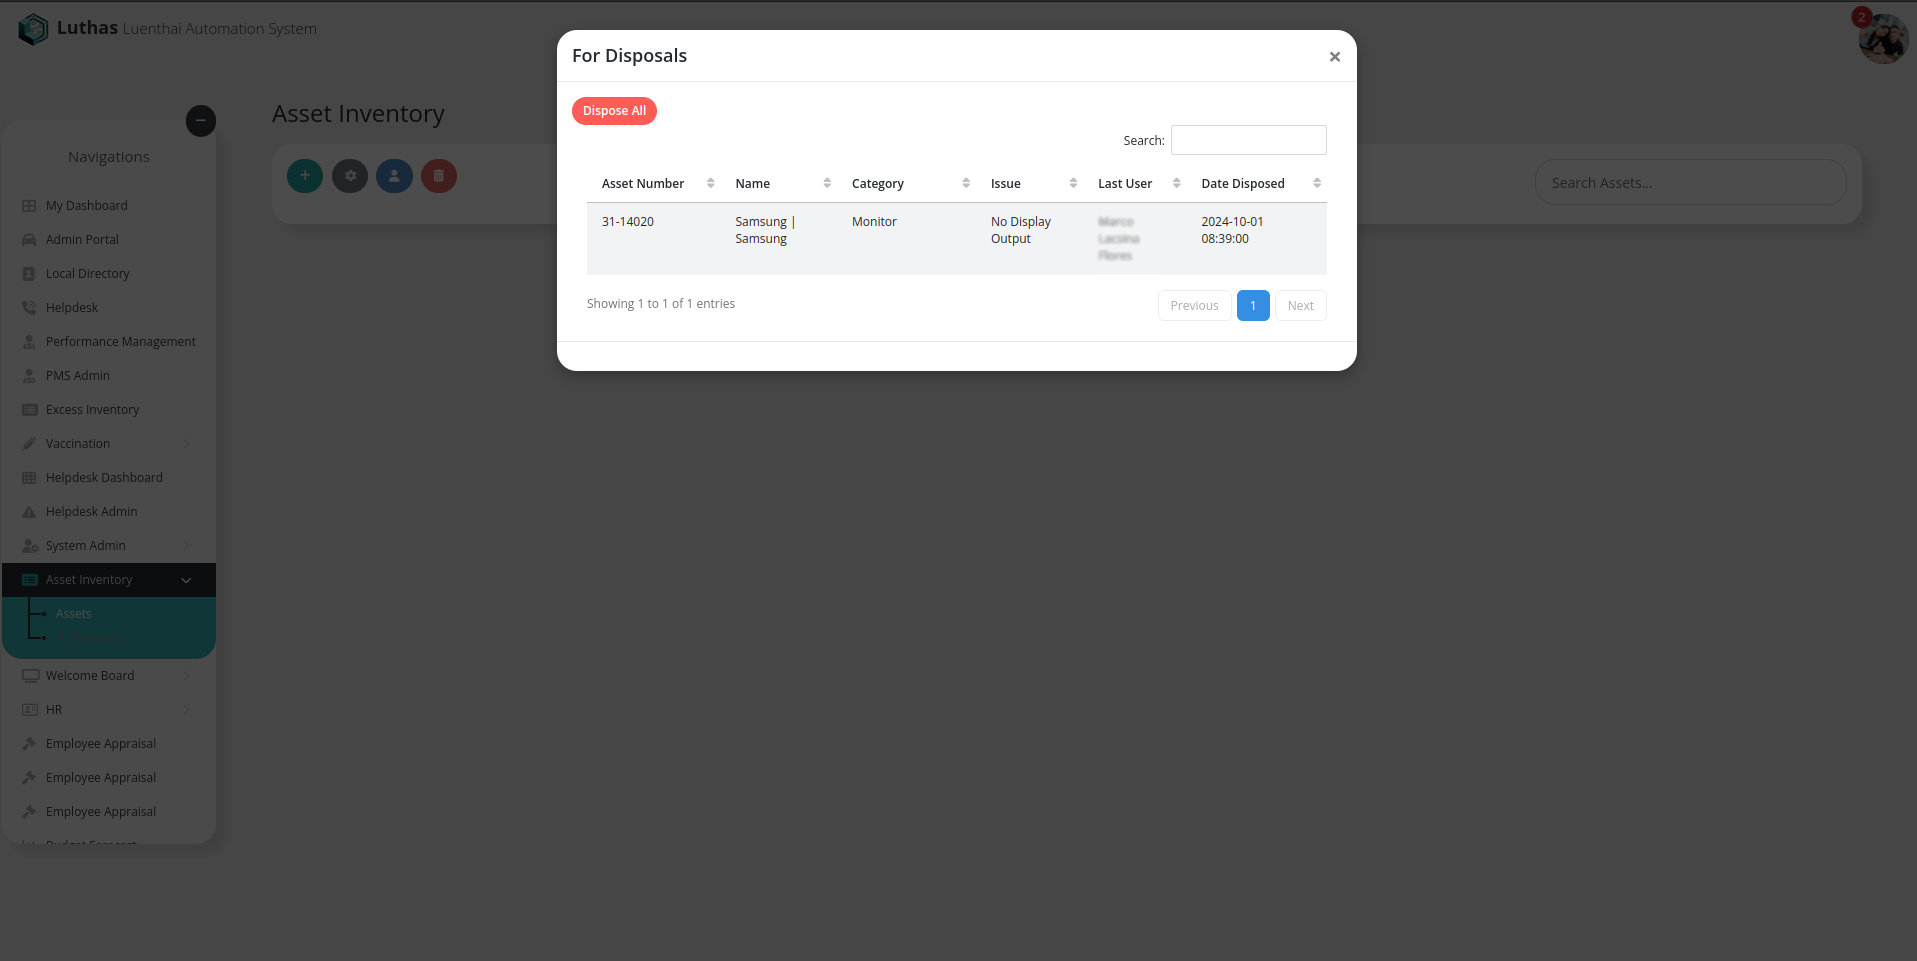 Luthas Luenthai Automation System
2
For Disposals
×
Dispose All
Search:
Asset Number Name Category Issue Last User Date Disposed
31-14020 Samsung | Monitor No Display 2024-10-01
Samsung Output 08:39:00
Showing 1 to 1 of 1 entries
Previous 1 Next
Asset Inventory
Search Assets...
Navigations
My Dashboard
Admin Portal
Local Directory
Helpdesk
Performance Management
PMS Admin
Excess Inventory
Vaccination
Helpdesk Dashboard
Helpdesk Admin
System Admin
Asset Inventory
Assets
Welcome Board
HR
Employee Appraisal
Employee Appraisal
Employee Appraisal
Budget Forecast